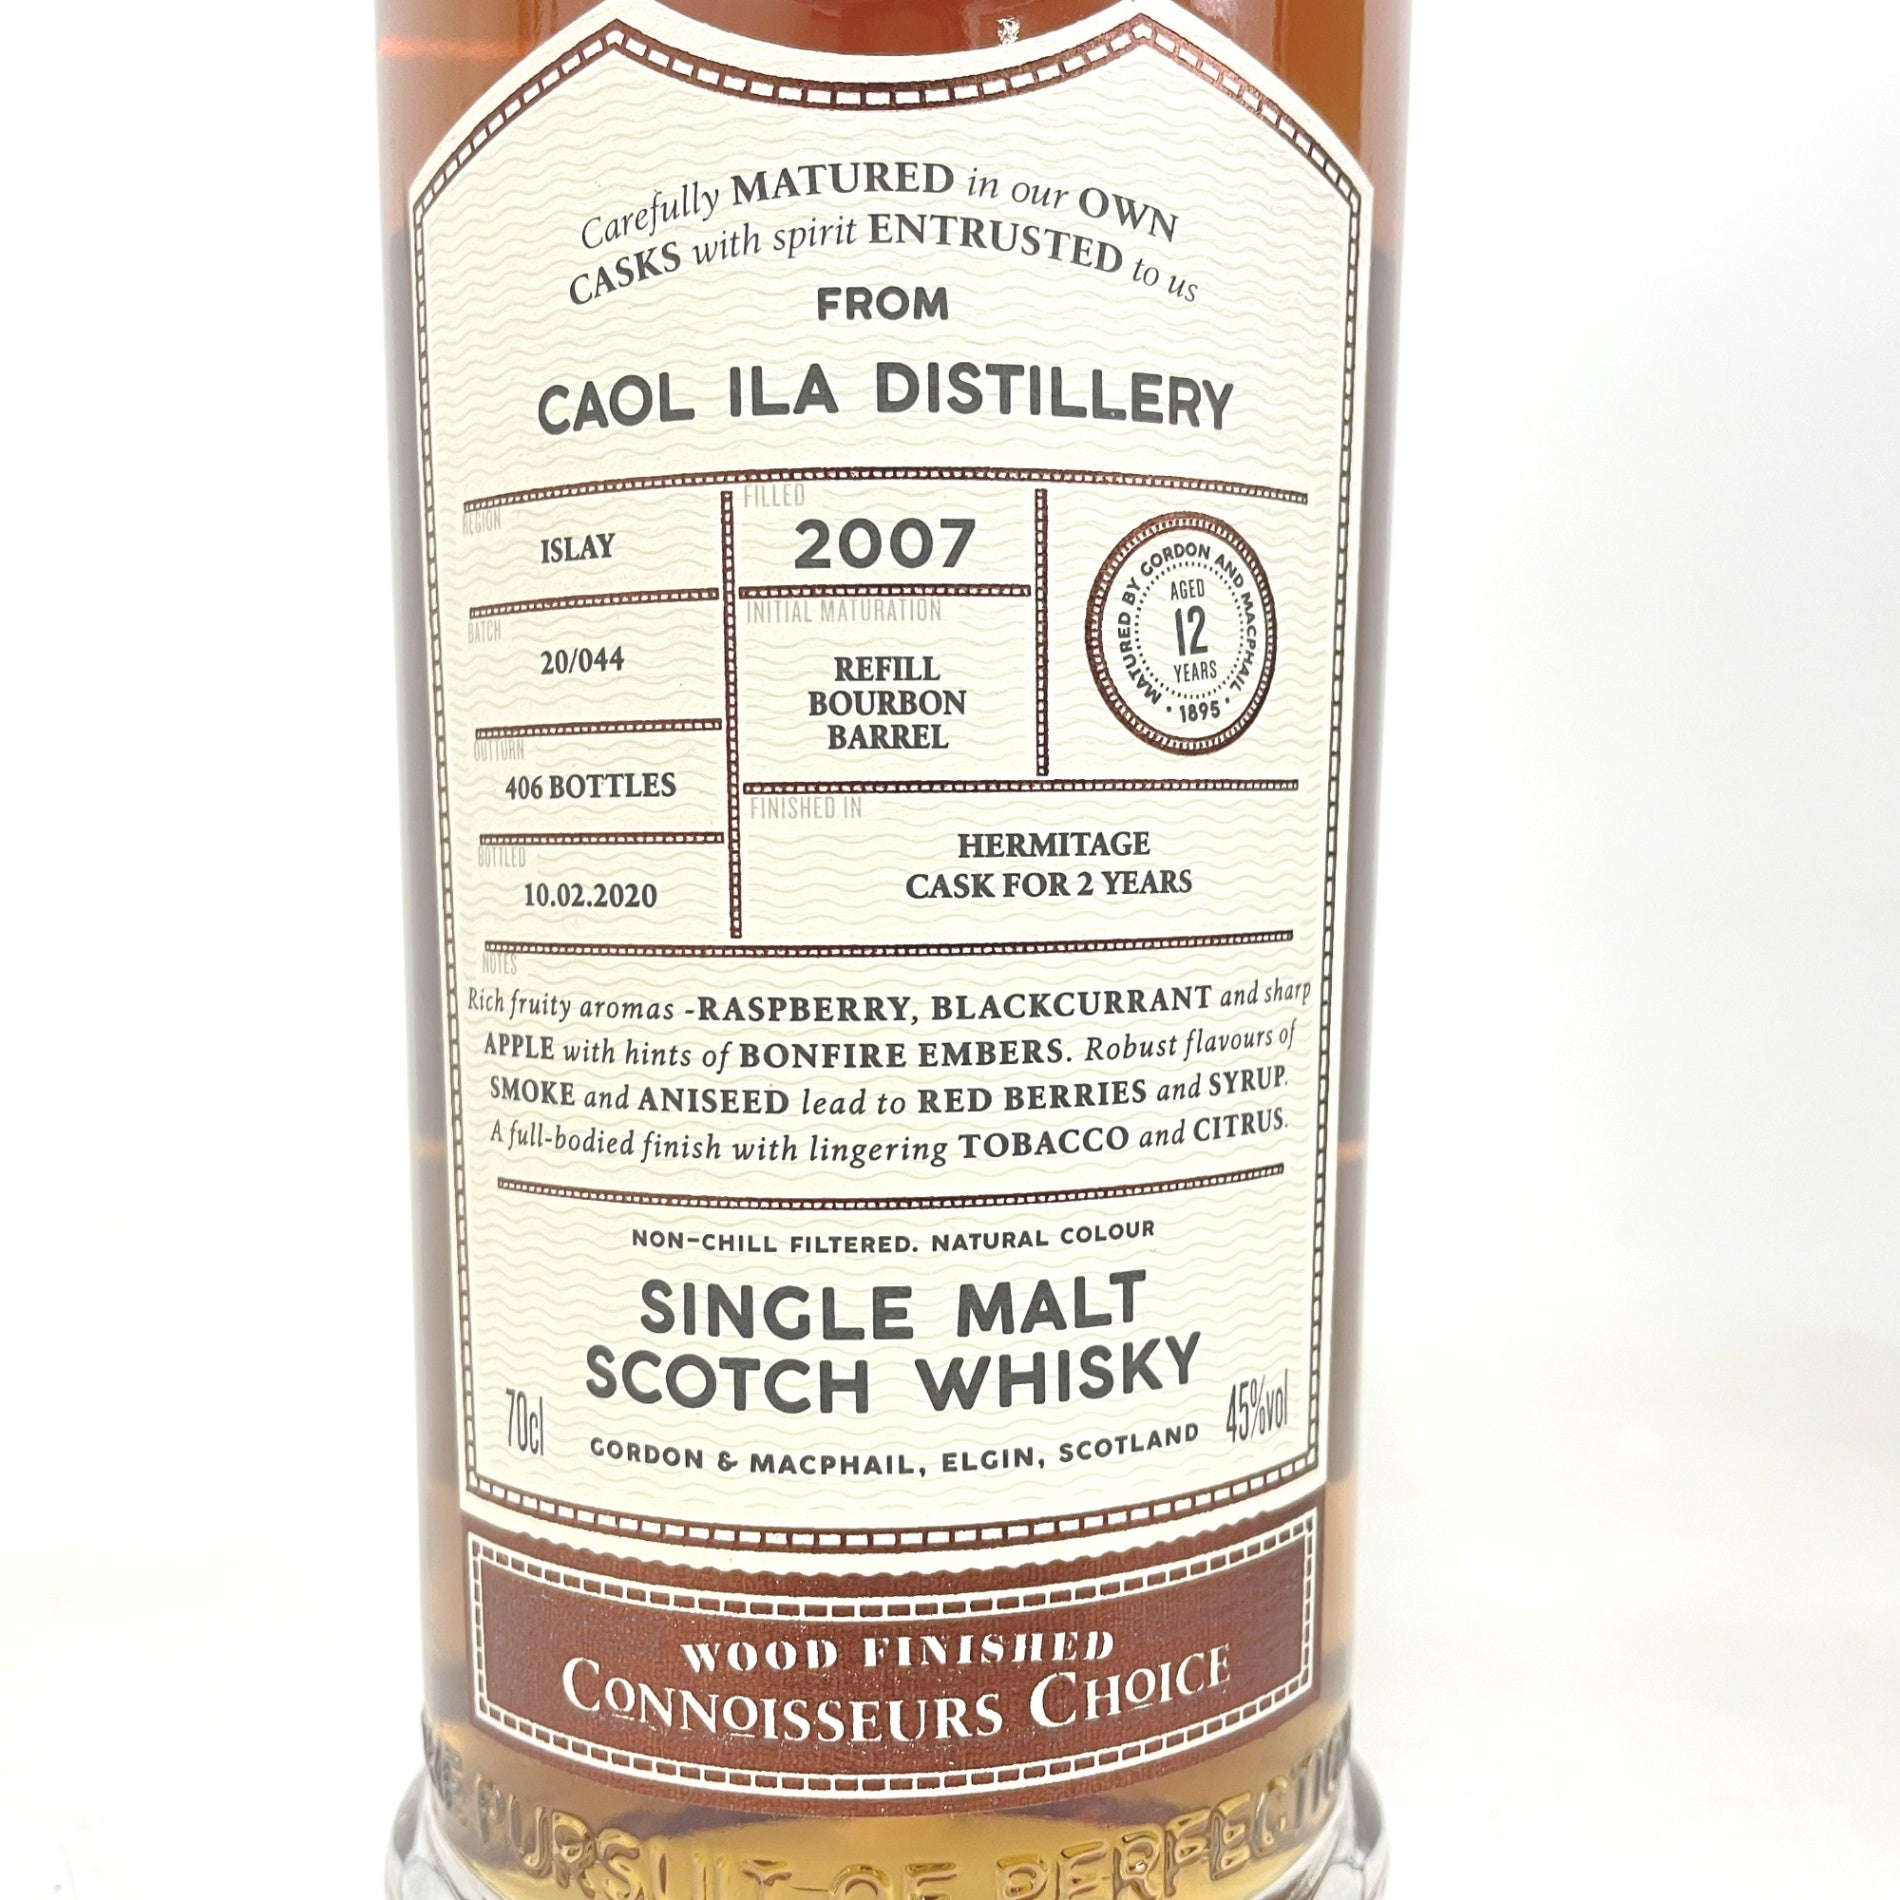 Carefully MATURED in our OWN
CASKS with spirit ENTRUSTED to us
FROM
CAOL ILA DISTILLERY
REGION
ISLAY
BATCH
20/044
OUTTURN
406 BOTTLES
BOTTLED
10.02.2020
FILLED
2007
INITIAL MATURATION
REFILL
BOURBON
BARREL
MATURED BY GORDON AND MACPHAIL
AGED
12
YEARS
• 1895 •
FINISHED IN
HERMITAGE
CASK FOR 2 YEARS
NOTES
Rich fruity aromas -RASPBERRY, BLACKCURRANT and sharp
APPLE with hints of BONFIRE EMBERS. Robust flavours of
SMOKE and ANISEED lead to RED BERRIES and SYRUP.
A full-bodied finish with lingering TOBACCO and CITRUS.
NON-CHILL FILTERED. NATURAL COLOUR
SINGLE MALT
SCOTCH WHISKY
70cl
45%vol
GORDON & MACPHAIL, ELGIN, SCOTLAND
WOOD FINISHED
CONNOISSEURS CHOICE
PURSUIT OF PERFECTION